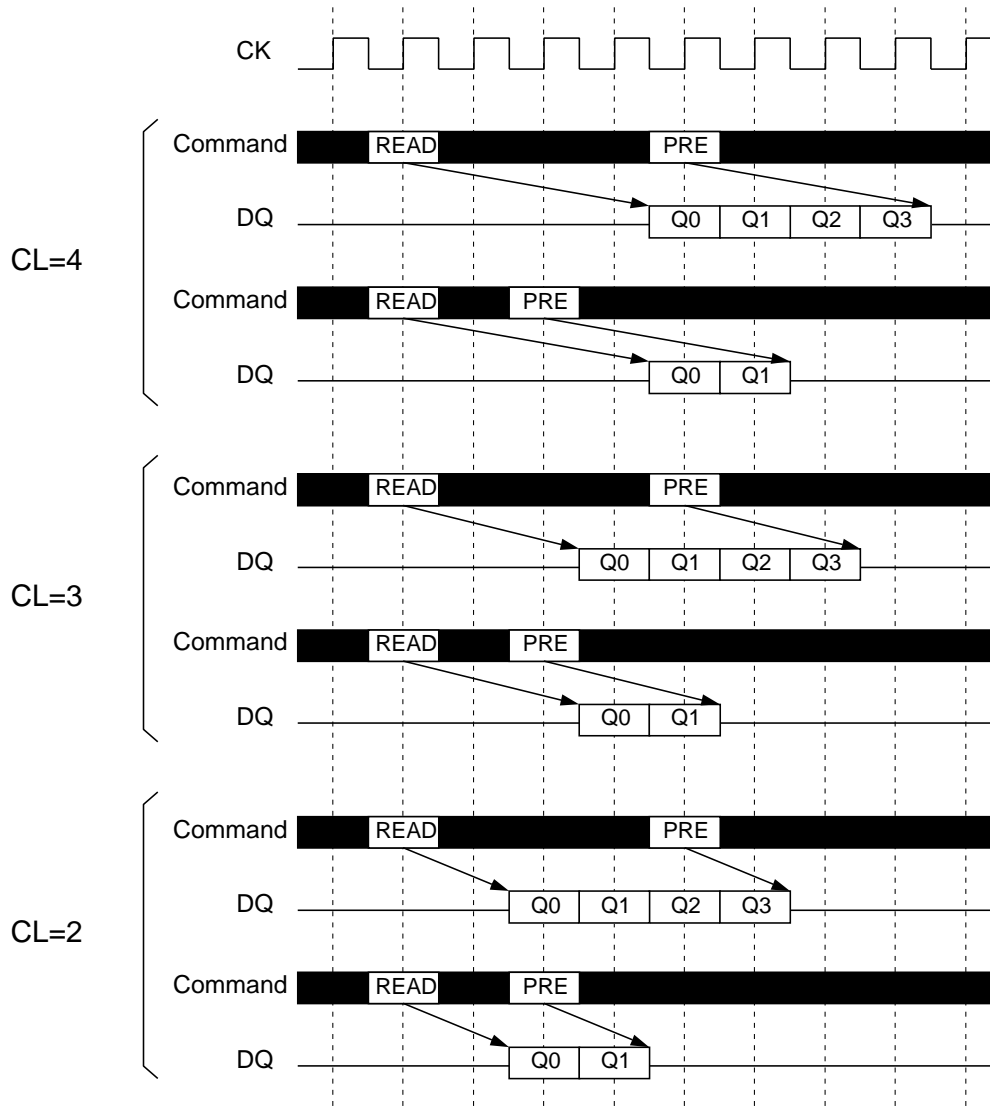 CK
Command READ PRE
DQ Q0 Q1 Q2 Q3
CL=4
Command READ PRE
DQ Q0 Q1
Command READ PRE
DQ Q0 Q1 Q2 Q3
CL=3
Command READ PRE
DQ Q0 Q1
Command READ PRE
DQ Q0 Q1 Q2 Q3
CL=2
Command READ PRE
DQ Q0 Q1